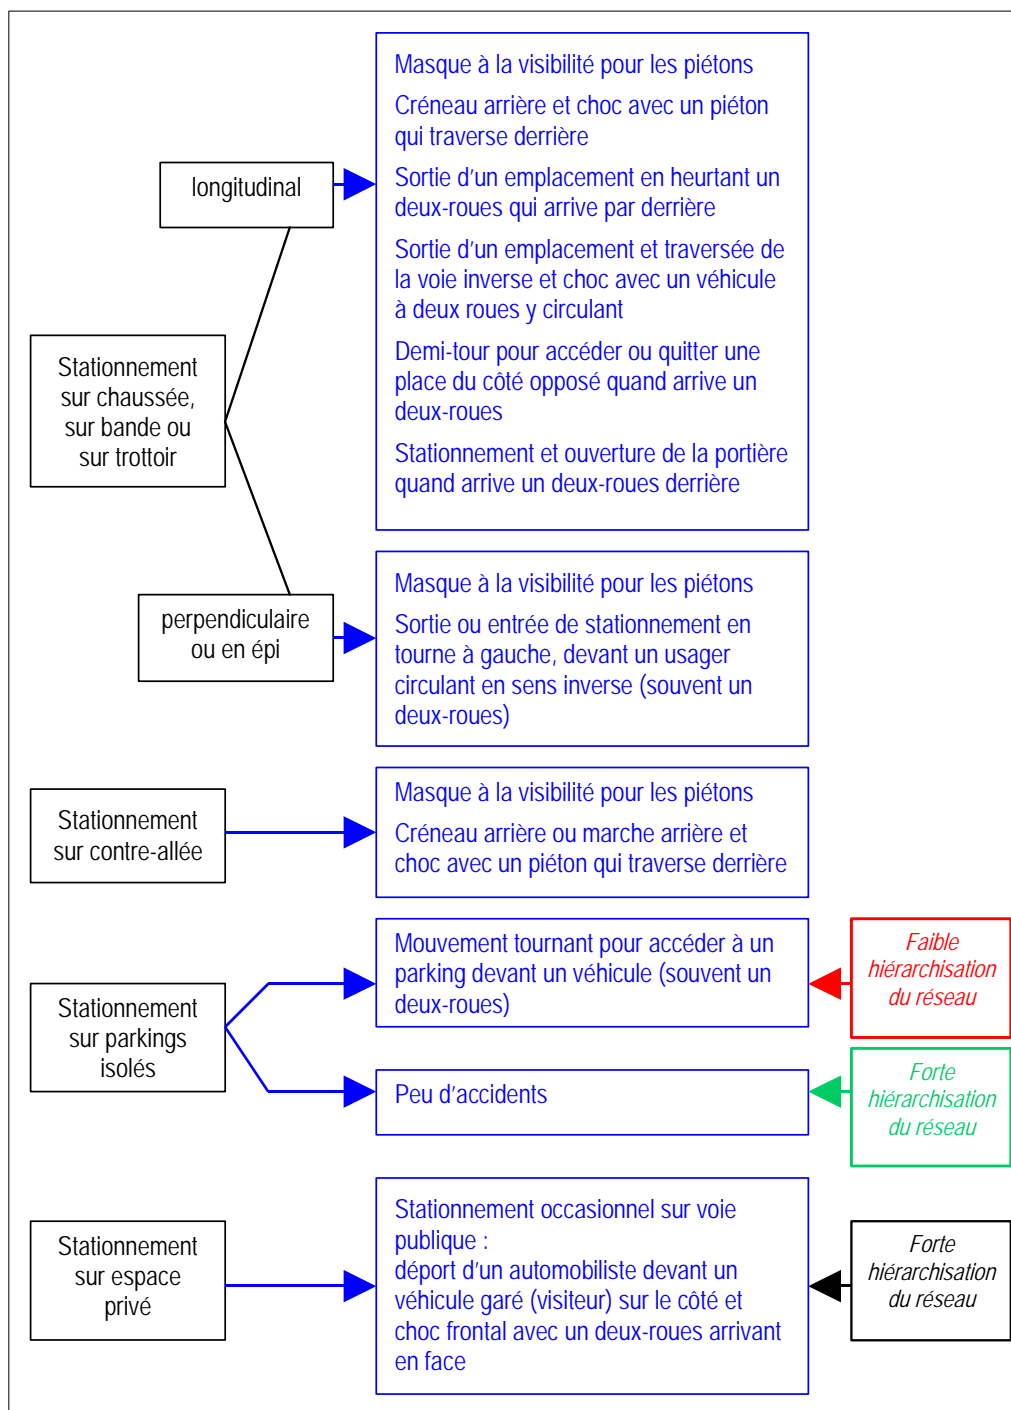 Stationnement
sur chaussée,
sur bande ou
sur trottoir
longitudinal
Masque à la visibilité pour les piétons
Créneau arrière et choc avec un piéton
qui traverse derrière
Sortie d'un emplacement en heurtant un
deux-roues qui arrive par derrière
Sortie d'un emplacement et traversée de
la voie inverse et choc avec un véhicule
à deux roues y circulant
Demi-tour pour accéder ou quitter une
place du côté opposé quand arrive un
deux-roues
Stationnement et ouverture de la portière
quand arrive un deux-roues derrière
perpendiculaire
ou en épi
Masque à la visibilité pour les piétons
Sortie ou entrée de stationnement en
tourne à gauche, devant un usager
circulant en sens inverse (souvent un
deux-roues)
Stationnement
sur contre-allée
Masque à la visibilité pour les piétons
Créneau arrière ou marche arrière et
choc avec un piéton qui traverse derrière
Stationnement
sur parkings
isolés
Mouvement tournant pour accéder à un
parking devant un véhicule (souvent un
deux-roues)
Faible
hiérarchisation
du réseau
Peu d'accidents
Forte
hiérarchisation
du réseau
Stationnement
sur espace
privé
Stationnement occasionnel sur voie
publique :
déport d'un automobiliste devant un
véhicule garé (visiteur) sur le côté et
choc frontal avec un deux-roues arrivant
en face
Forte
hiérarchisation
du réseau